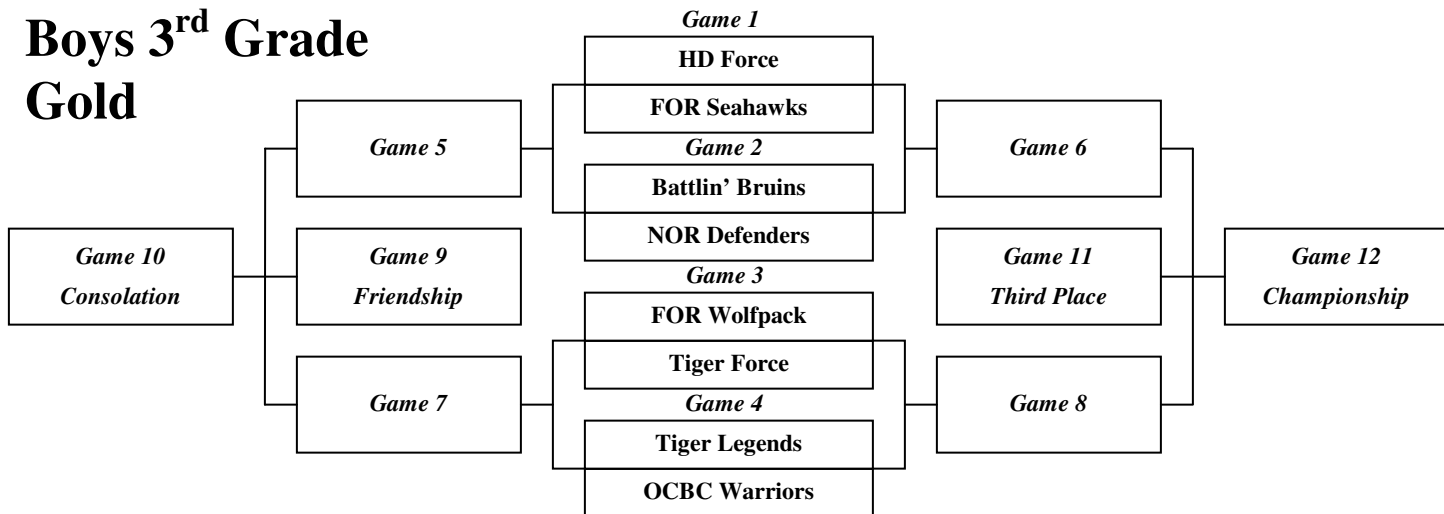 Boys 3rd Grade
Gold
Game 1
HD Force
FOR Seahawks
Game 5
Game 2
Game 6
Battlin’ Bruins
NOR Defenders
Game 10
Consolation
Game 9
Friendship
Game 3
Game 11
Third Place
Game 12
Championship
FOR Wolfpack
Tiger Force
Game 7
Game 4
Game 8
Tiger Legends
OCBC Warriors